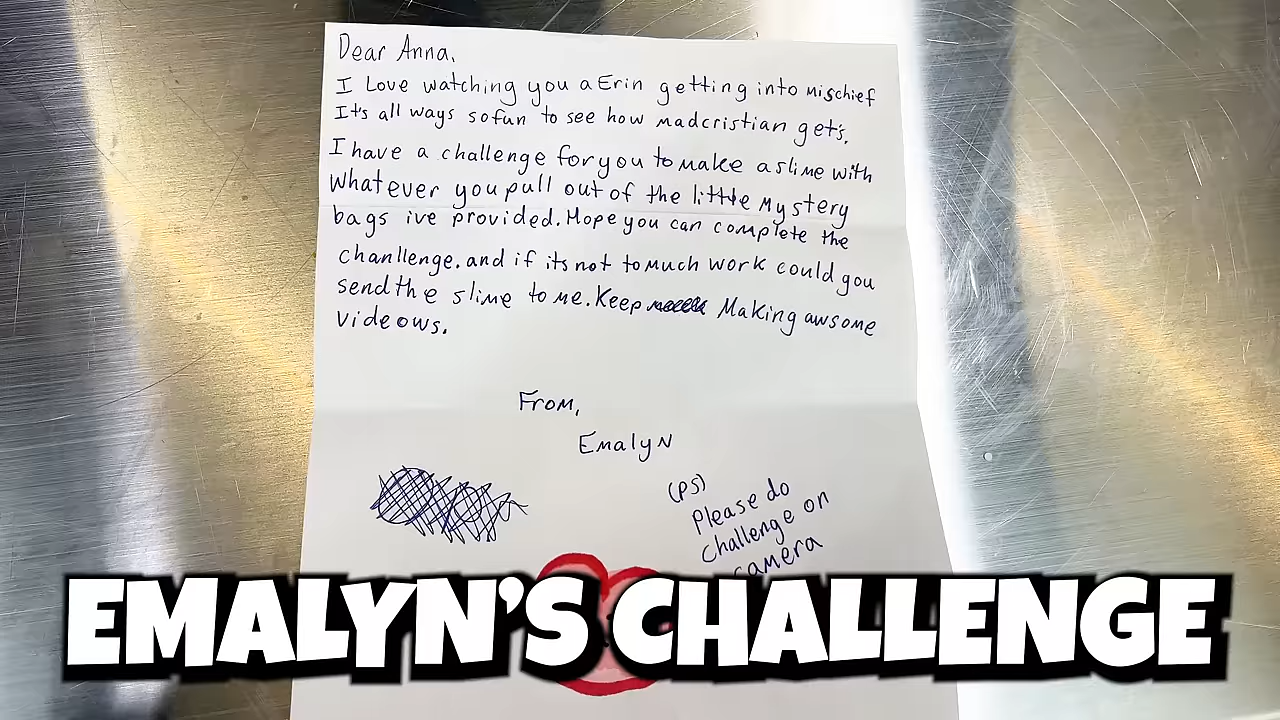 Dear Anna,
I Love watching you a Erin getting into mischief
It's all ways so fun to see how madcristian gets.
I have a challenge for you to make a slime with
whatever you pull out of the little mystery
bags ive provided. Hope you can complete the
chanllenge. and if its not to much work could you
send the slime to me. Keep Making awsome
videows.
From,
Emalyn
(PS)
Please do
challenge on
camera
EMALYN'S CHALLENGE